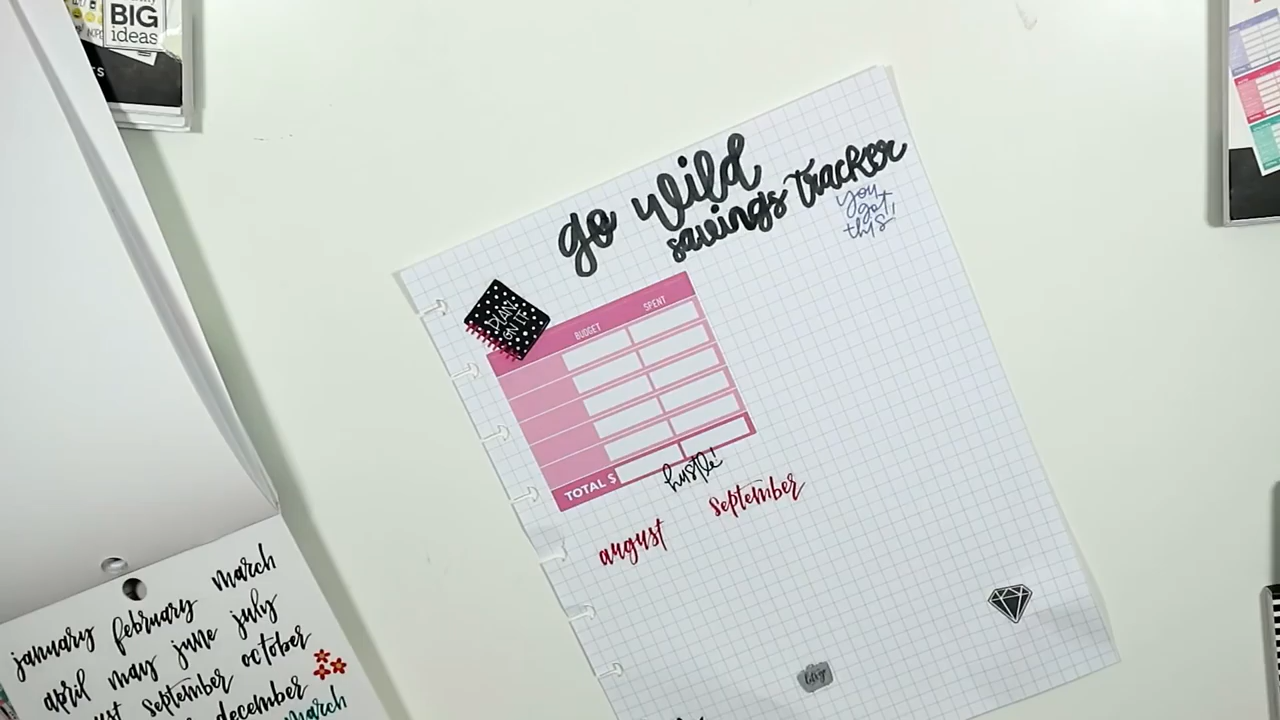 BIG
ideas
go wild
savings tracker
you
got
this!
PLAN
ON IT
BUDGET SPENT
TOTAL $
hustle!
august september
january february march
april may june july
september october
december
march